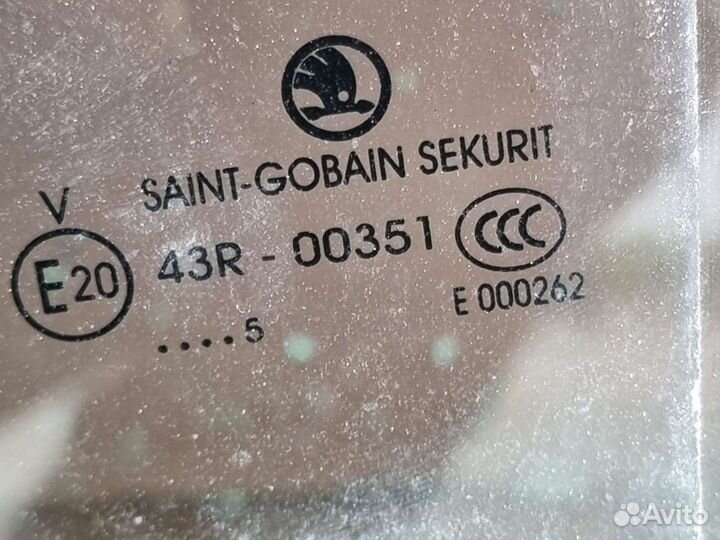 SAINT-GOBAIN SEKURIT
V
E20 43R - 00351 CCC
E 000262
....5
Avito